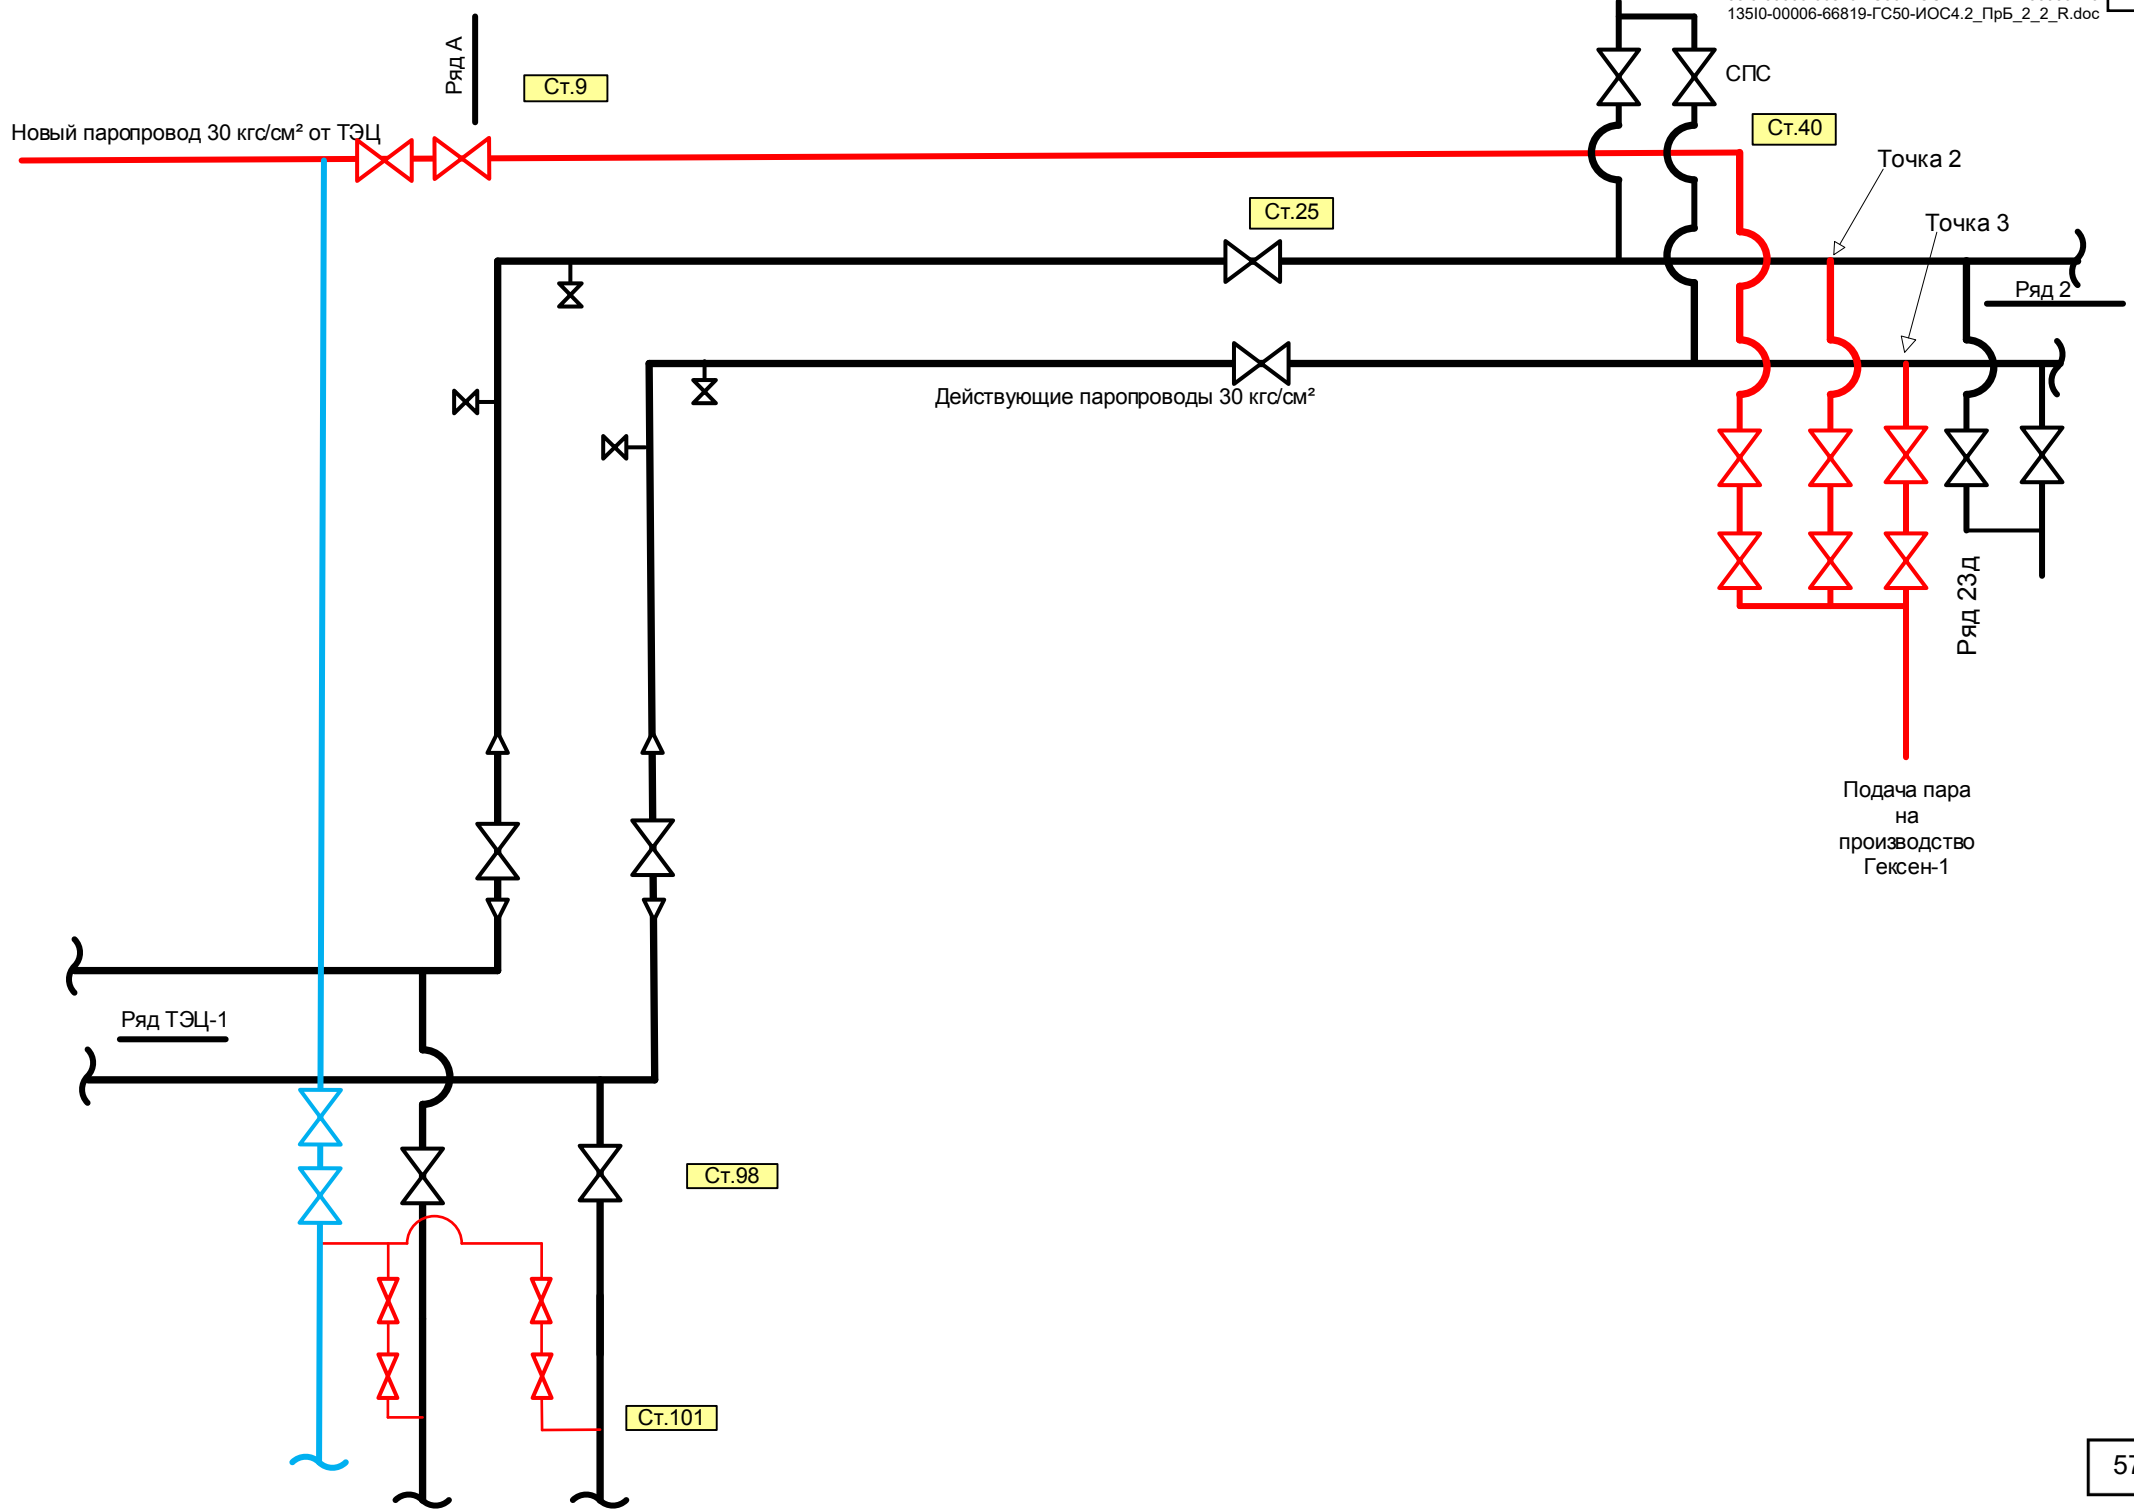 135I0-00006-66819-ГС50-ИОС4.2_ПрБ_2_2_R.doc
Ряд А
Ст.9
СПС
Ст.40
Новый паропровод 30 кгс/см² от ТЭЦ
Точка 2
Ст.25
Точка 3
Ряд 2
Действующие паропроводы 30 кгс/см²
Ряд 23д
Подача пара
на
производство
Гексен-1
Ряд ТЭЦ-1
Ст.98
Ст.101
57